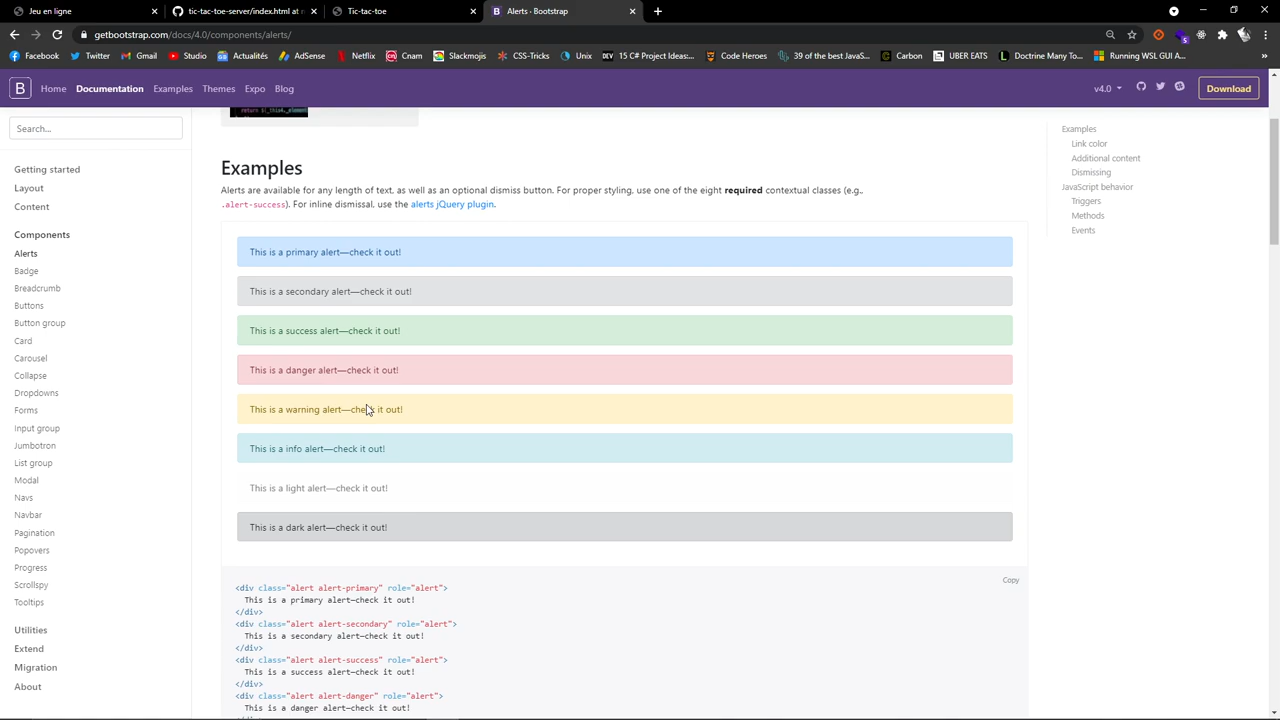 Jeu en ligne
tic-tac-toe-server/index.html at m
Tic-tac-toe
Alerts · Bootstrap
getbootstrap.com/docs/4.0/components/alerts/
Facebook
YouTube
Gmail
Studio
Actualités
AdSense
Netflix
Cnam
Slackmojis
CSS-Tricks
Unix
15 C# Project Ideas:...
Code Heroes
39 of the best JavaS...
Carbon
UBER EATS
Doctrine Many To...
Running WSL GUI A...
B
Home
Documentation
Examples
Themes
Expo
Blog
v4.0
Download
Search...
Getting started
Layout
Content
Components
Alerts
Badge
Breadcrumb
Buttons
Button group
Card
Carousel
Collapse
Dropdowns
Forms
Input group
Jumbotron
List group
Modal
Navs
Navbar
Pagination
Popovers
Progress
Scrollspy
Tooltips
Utilities
Extend
Migration
About
Examples
Alerts are available for any length of text, as well as an optional dismiss button. For proper styling, use one of the eight required contextual classes (e.g.,
.alert-success). For inline dismissal, use the alerts jQuery plugin.
This is a primary alert—check it out!
This is a secondary alert—check it out!
This is a success alert—check it out!
This is a danger alert—check it out!
This is a warning alert—check it out!
This is a info alert—check it out!
This is a light alert—check it out!
This is a dark alert—check it out!
Copy
<div class="alert alert-primary" role="alert">
This is a primary alert—check it out!
</div>
<div class="alert alert-secondary" role="alert">
This is a secondary alert—check it out!
</div>
<div class="alert alert-success" role="alert">
This is a success alert—check it out!
</div>
<div class="alert alert-danger" role="alert">
This is a danger alert—check it out!
Examples
Link color
Additional content
Dismissing
JavaScript behavior
Triggers
Methods
Events